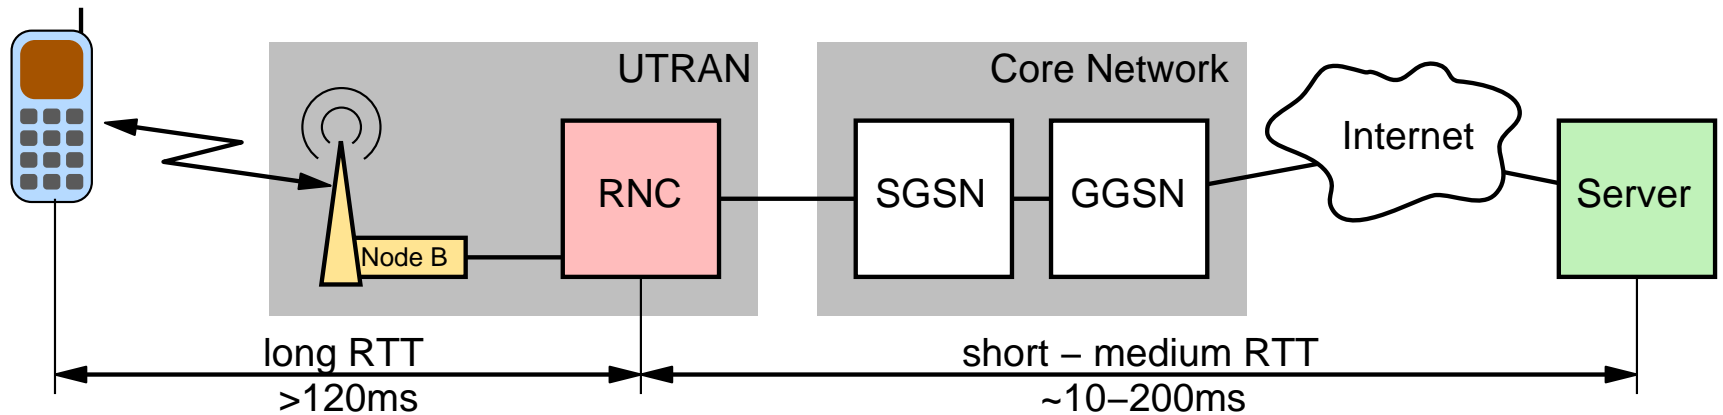 UTRAN
Core Network
Internet
RNC
SGSN
GGSN
Server
Node B
long RTT
>120ms
short – medium RTT
~10–200ms